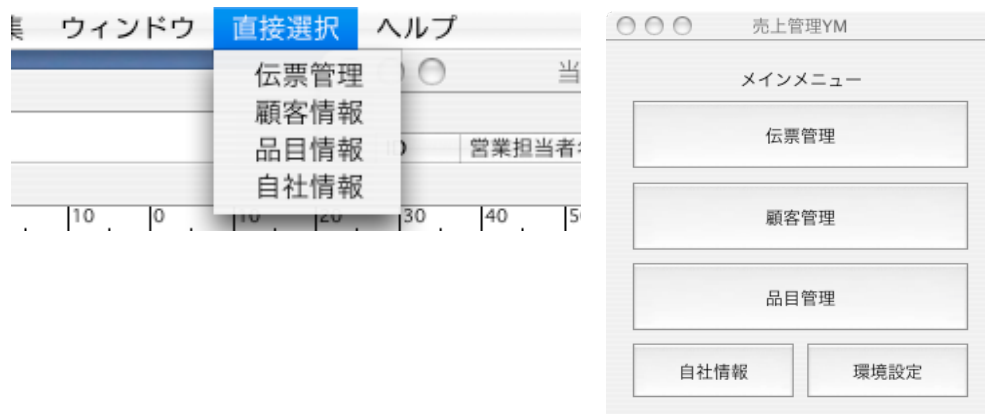 集 ウィンドウ 直接選択 ヘルプ
伝票管理
顧客情報
品目情報
自社情報
当
営業担当者
10 0 10 20 30 40 5
売上管理YM
メインメニュー
伝票管理
顧客管理
品目管理
自社情報 環境設定